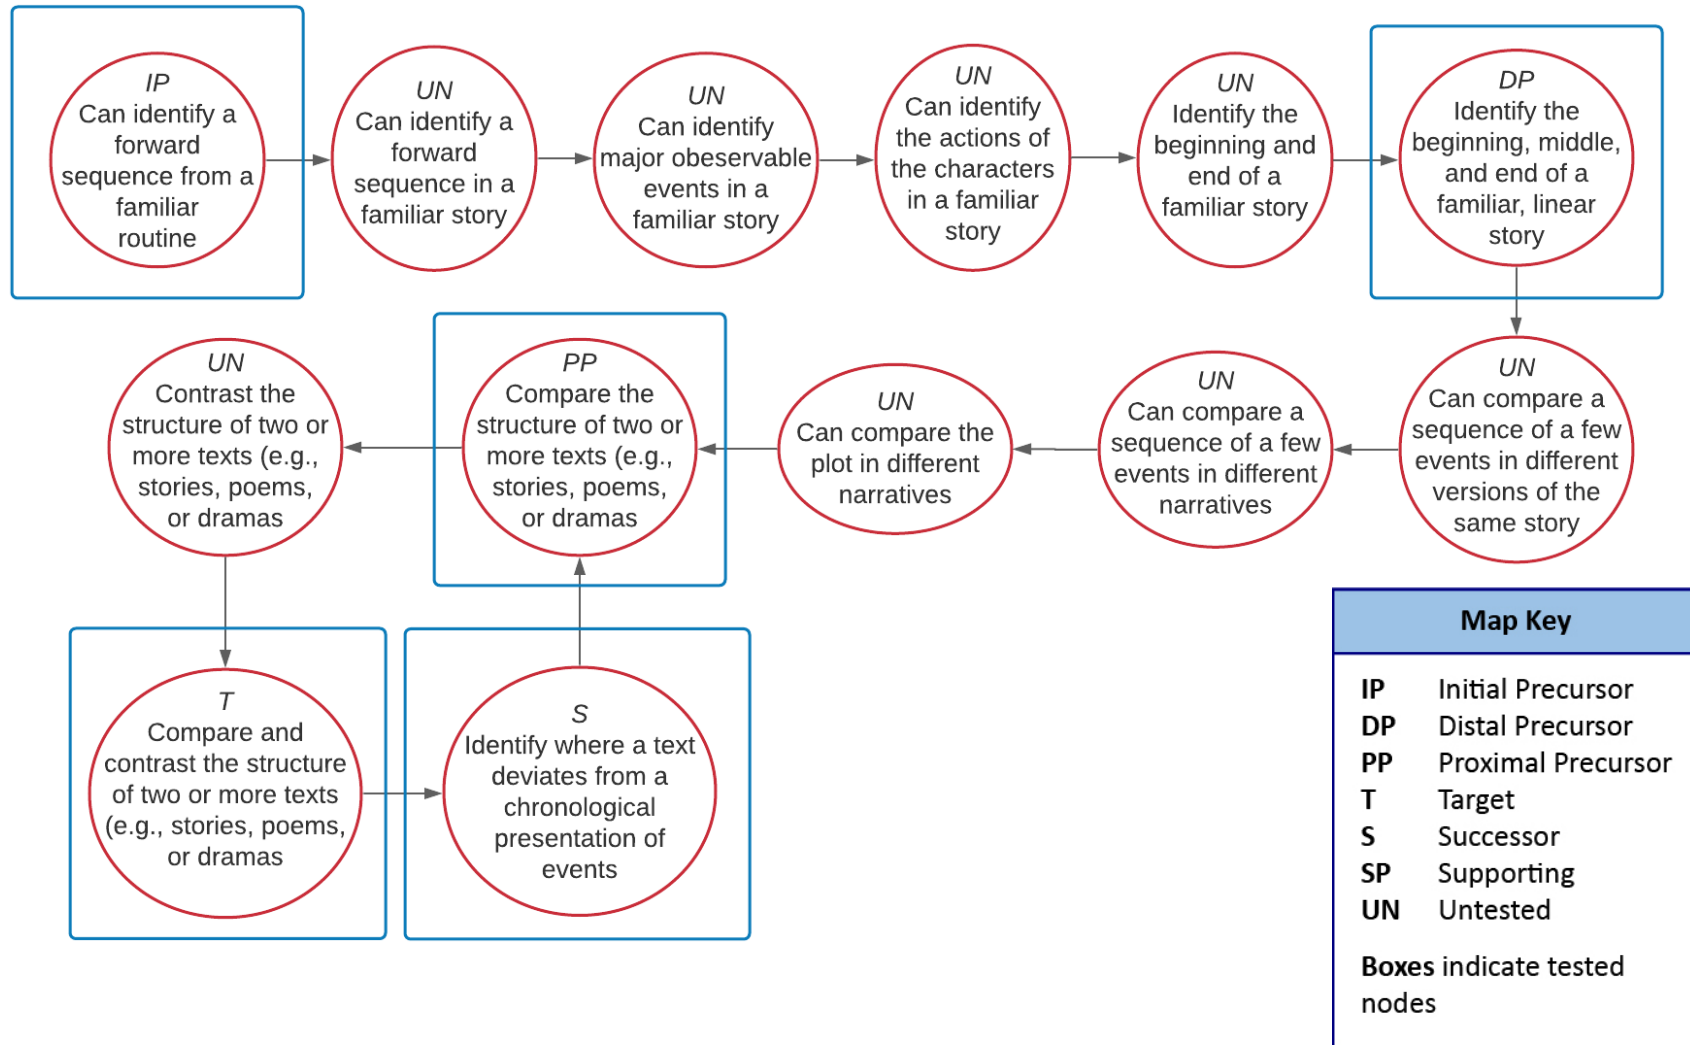 IP
Can identify a
forward
sequence from a
familiar
routine
UN
Can identify a
forward
sequence in a
familiar story
UN
Can identify
major obeservable
events in a
familiar story
UN
Can identify
the actions of
the characters
in a familiar
story
UN
Identify the
beginning and
end of a
familiar story
DP
Identify the
beginning, middle,
and end of a
familiar, linear
story
UN
Can compare a
sequence of a few
events in different
versions of the
same story
UN
Can compare a
sequence of a few
events in different
narratives
UN
Can compare the
plot in different
narratives
PP
Compare the
structure of two or
more texts (e.g.,
stories, poems,
or dramas
UN
Contrast the
structure of two or
more texts (e.g.,
stories, poems,
or dramas
T
Compare and
contrast the structure
of two or more texts
(e.g., stories, poems,
or dramas
S
Identify where a text
deviates from a
chronological
presentation of
events
Map Key
IP Initial Precursor
DP Distal Precursor
PP Proximal Precursor
T Target
S Successor
SP Supporting
UN Untested
Boxes indicate tested
nodes